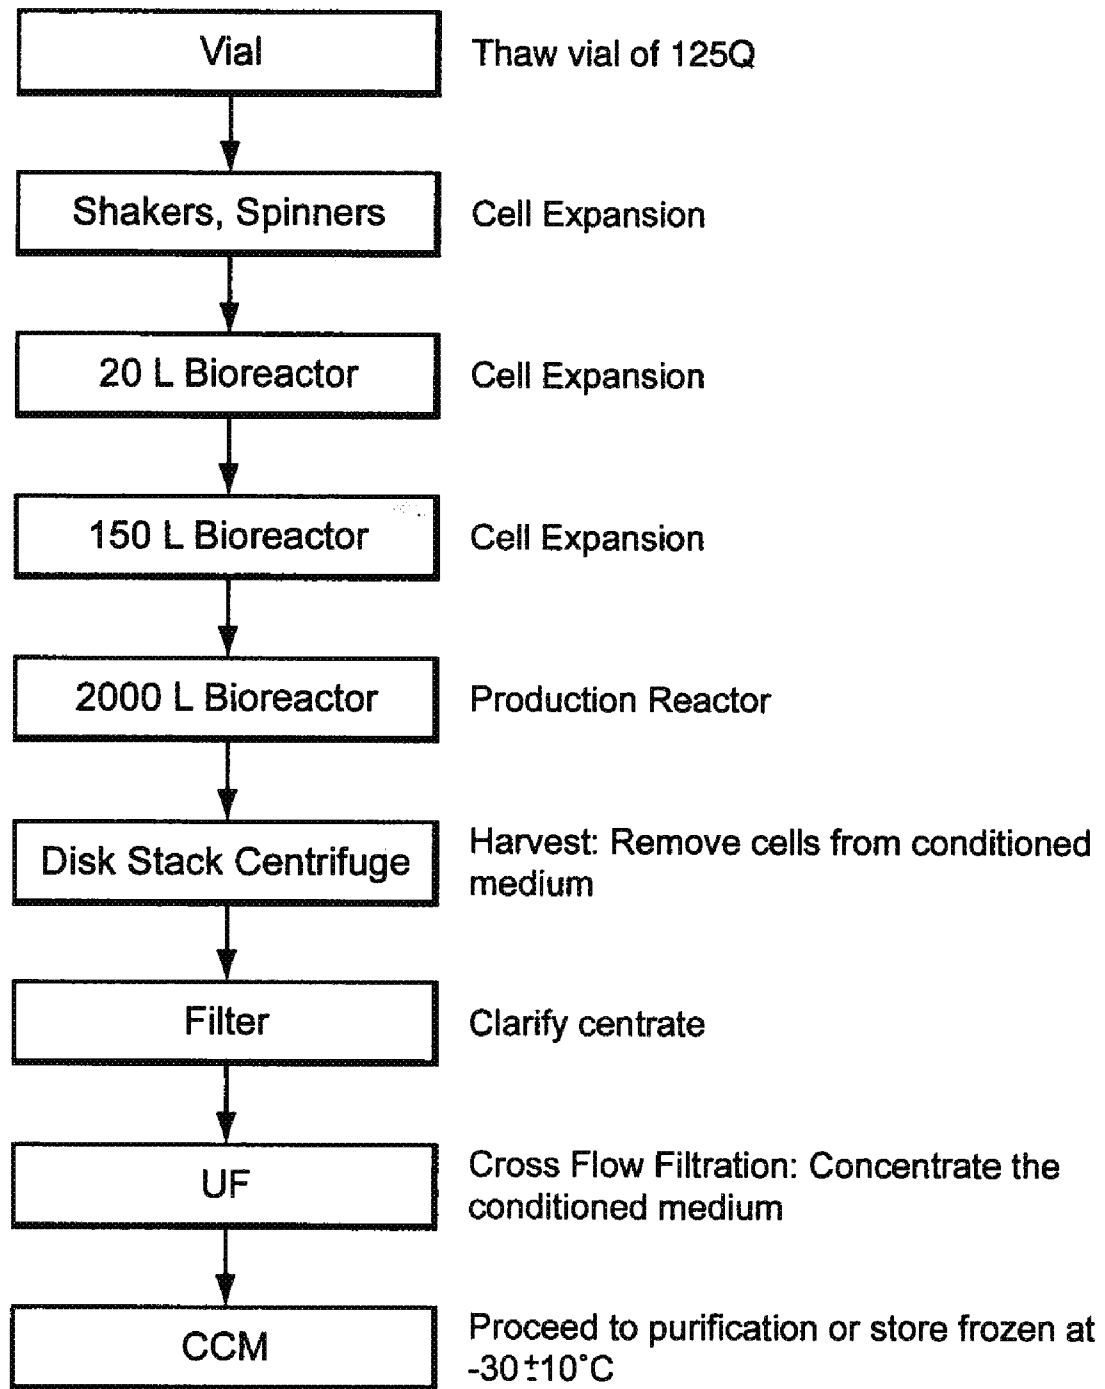 Vial
Thaw vial of 125Q
Shakers, Spinners
Cell Expansion
20 L Bioreactor
Cell Expansion
150 L Bioreactor
Cell Expansion
2000 L Bioreactor
Production Reactor
Disk Stack Centrifuge
Harvest: Remove cells from conditioned
medium
Filter
Clarify centrate
UF
Cross Flow Filtration: Concentrate the
conditioned medium
CCM
Proceed to purification or store frozen at
-30±10°C